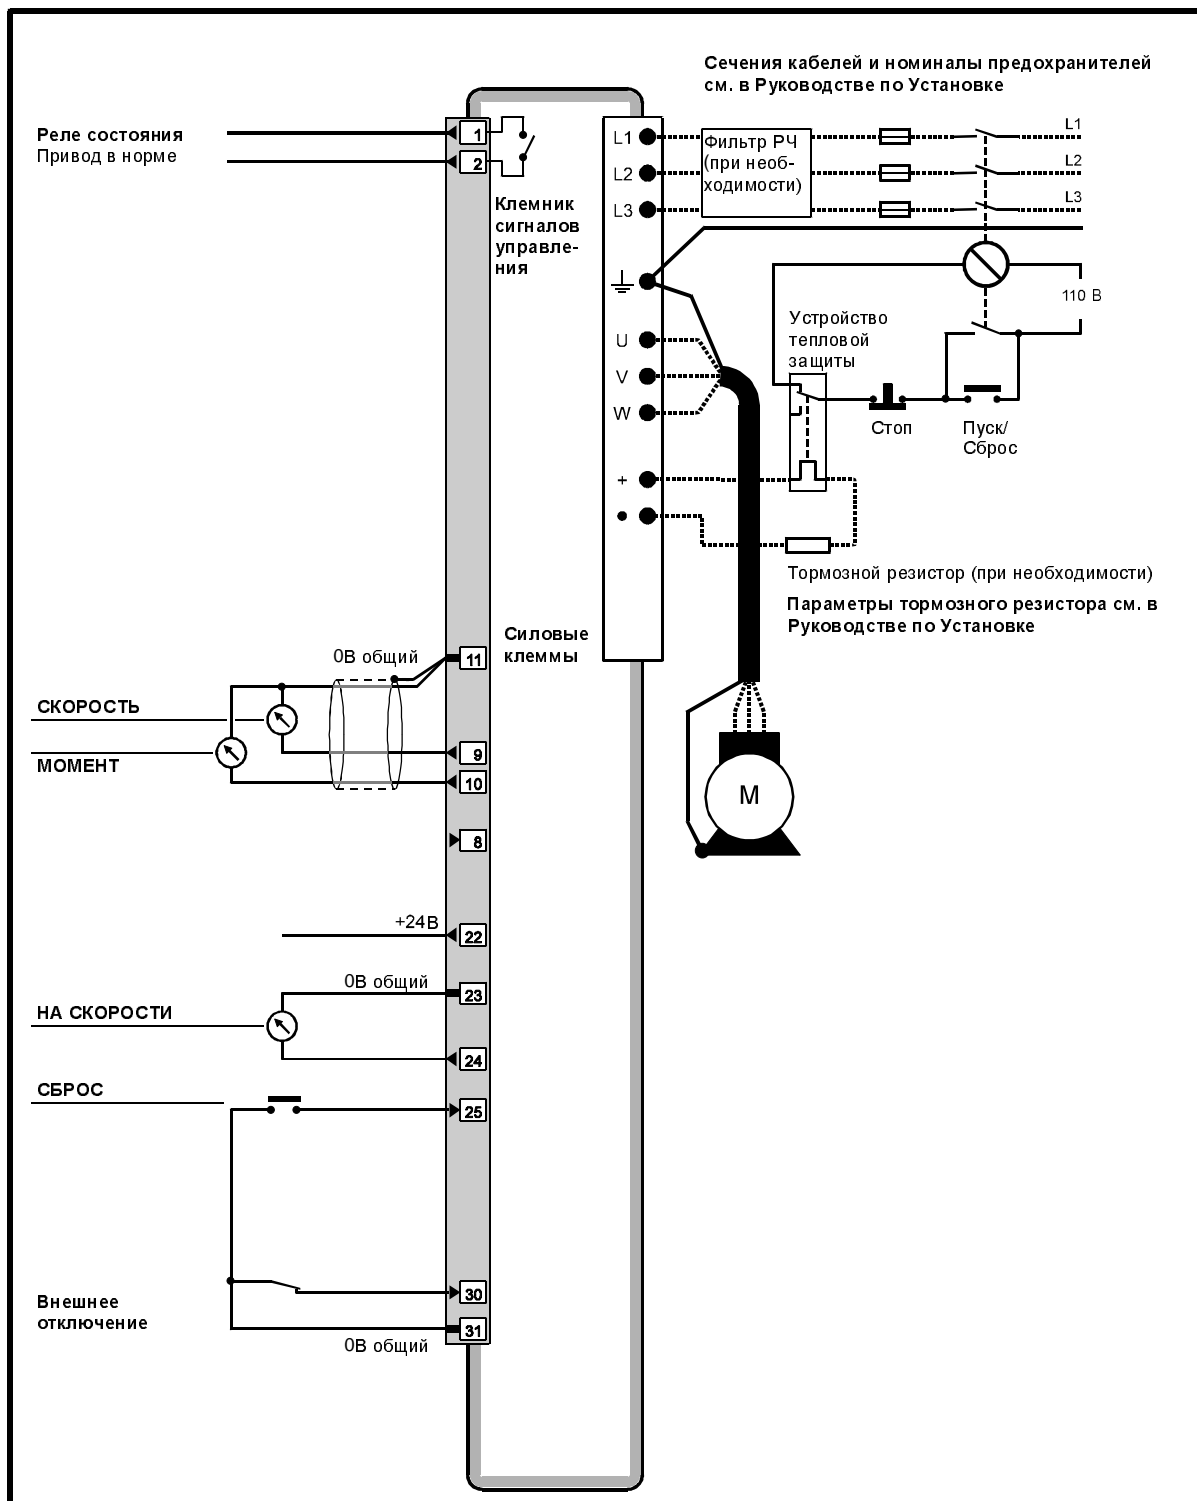 Сечения кабелей и номиналы предохранителей
см. в Руководстве по Установке
Реле состояния
Привод в норме
1
2
Клемник
сигналов
управле-
ния
L1
L2
L3
Фильтр РЧ
(при необ-
ходимости)
L1
L2
L3
110 В
U
V
W
+
Устройство
тепловой
защиты
Стоп
Пуск/
Сброс
Тормозной резистор (при необходимости)
Параметры тормозного резистора см. в
Руководстве по Установке
Силовые
клеммы
0В общий
11
СКОРОСТЬ
МОМЕНТ
9
10
8
M
+24В
22
0В общий
23
НА СКОРОСТИ
24
СБРОС
25
30
Внешнее
отключение
31
0В общий